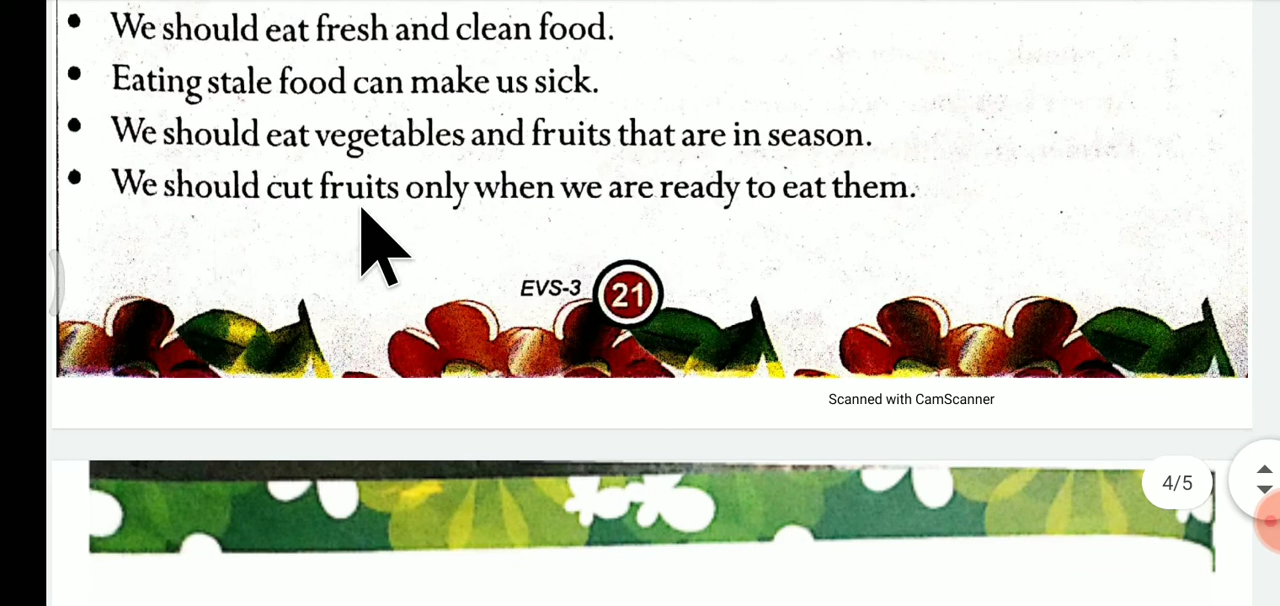 • We should eat fresh and clean food.
• Eating stale food can make us sick.
• We should eat vegetables and fruits that are in season.
• We should cut fruits only when we are ready to eat them.
EVS-3 21
Scanned with CamScanner
4/5